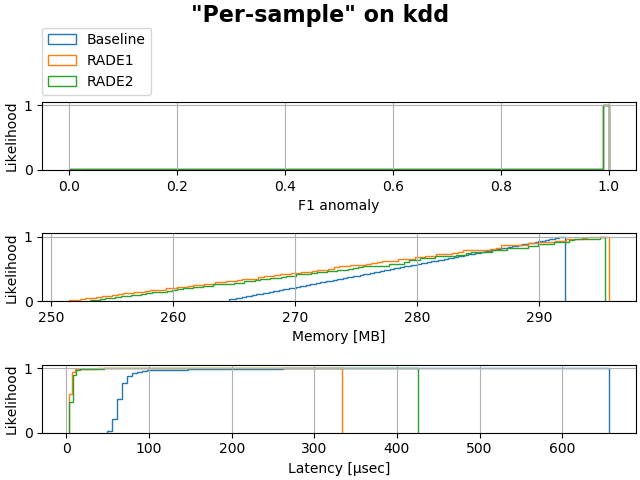 "Per-sample" on kdd
Baseline
RADE1
RADE2
Likelihood
1
0
0.0 0.2 0.4 0.6 0.8 1.0
F1 anomaly
Likelihood
1
0
250 260 270 280 290
Memory [MB]
Likelihood
1
0
0 100 200 300 400 500 600
Latency [μsec]